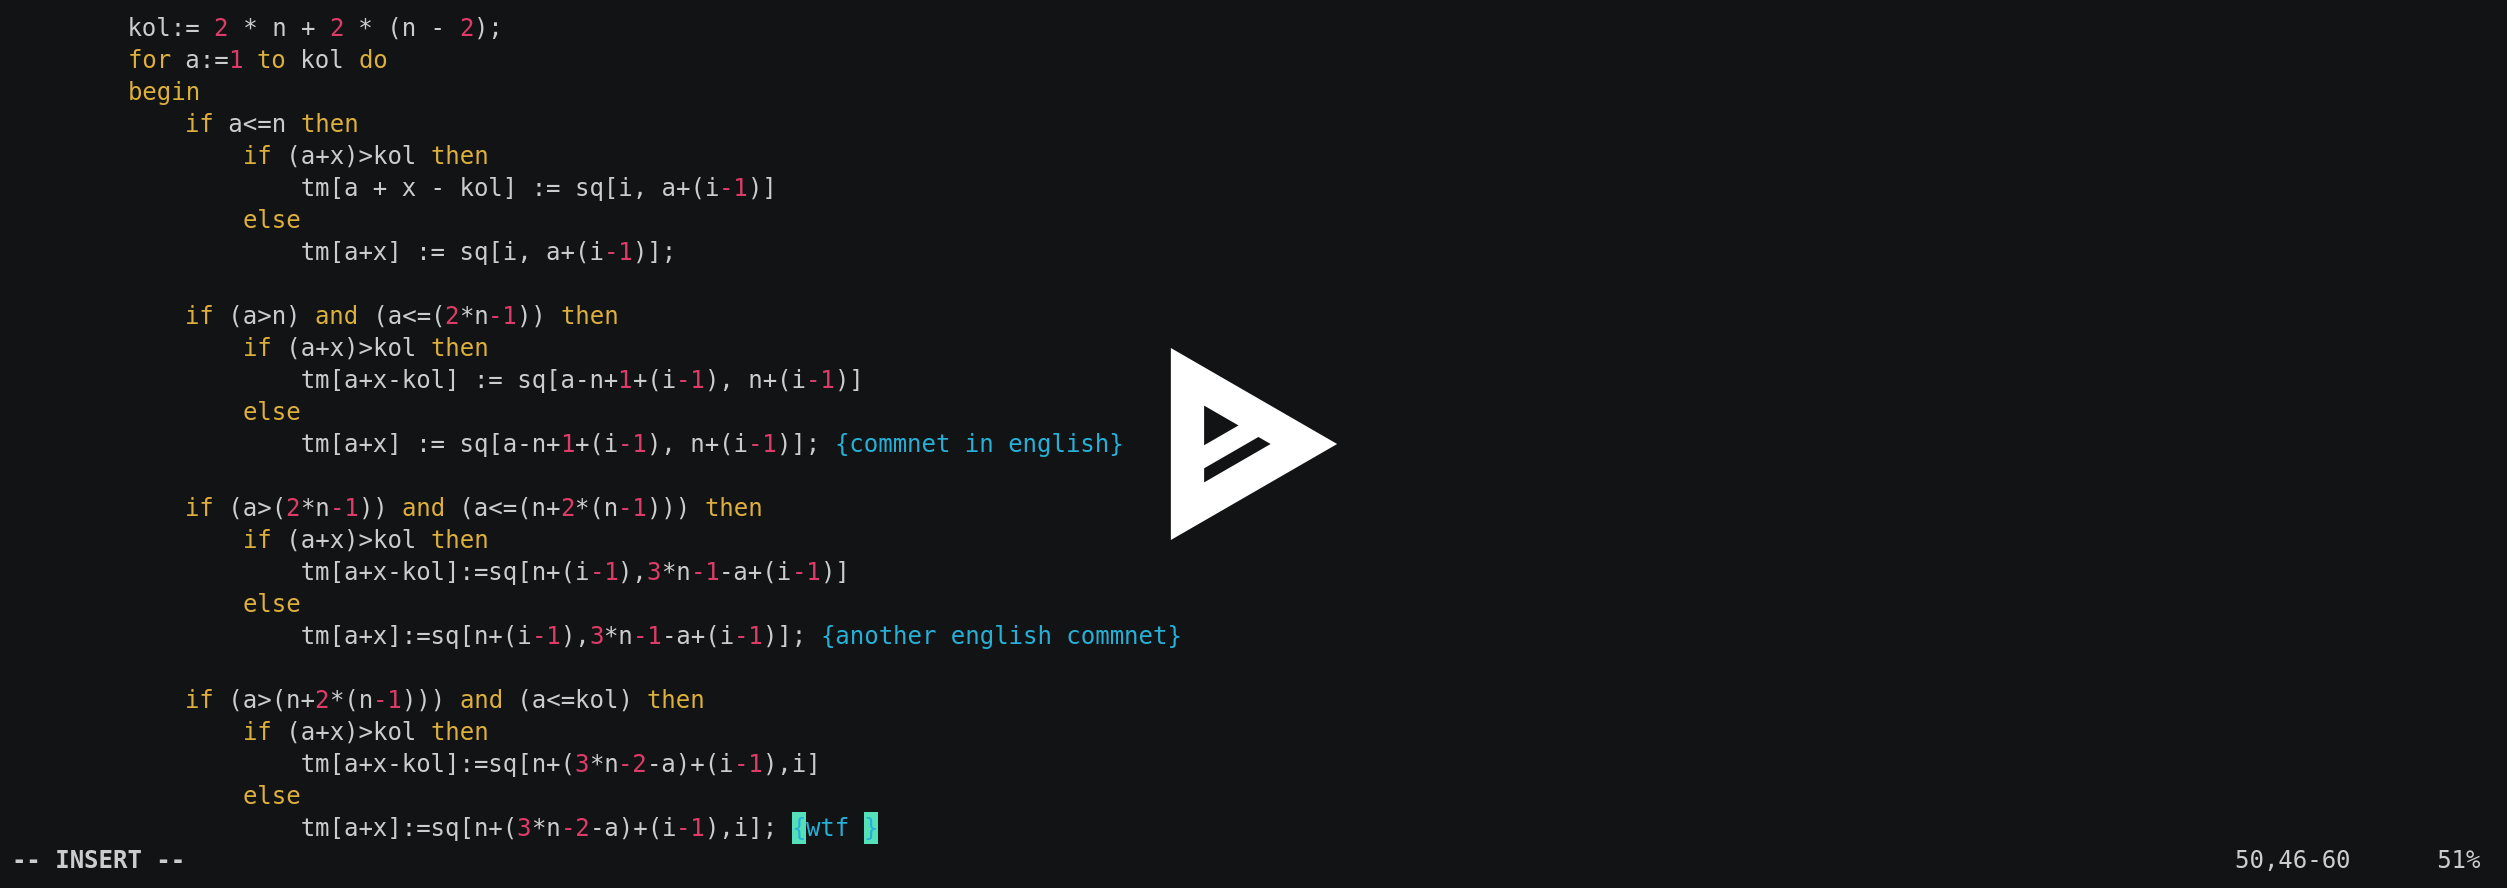 kol:= 2 * n + 2 * (n - 2);
for a:=1 to kol do
begin
if a<=n then
if (a+x)>kol then
tm[a + x - kol] := sq[i, a+(i-1)]
else
tm[a+x] := sq[i, a+(i-1)];
if (a>n) and (a<=(2*n-1)) then
if (a+x)>kol then
tm[a+x-kol] := sq[a-n+1+(i-1), n+(i-1)]
else
tm[a+x] := sq[a-n+1+(i-1), n+(i-1)]; {commnet in english}
if (a>(2*n-1)) and (a<=(n+2*(n-1))) then
if (a+x)>kol then
tm[a+x-kol]:=sq[n+(i-1),3*n-1-a+(i-1)]
else
tm[a+x]:=sq[n+(i-1),3*n-1-a+(i-1)]; {another english commnet}
if (a>(n+2*(n-1))) and (a<=kol) then
if (a+x)>kol then
tm[a+x-kol]:=sq[n+(3*n-2-a)+(i-1),i]
else
tm[a+x]:=sq[n+(3*n-2-a)+(i-1),i]; {wtf }
-- INSERT -- 50,46-60 51%